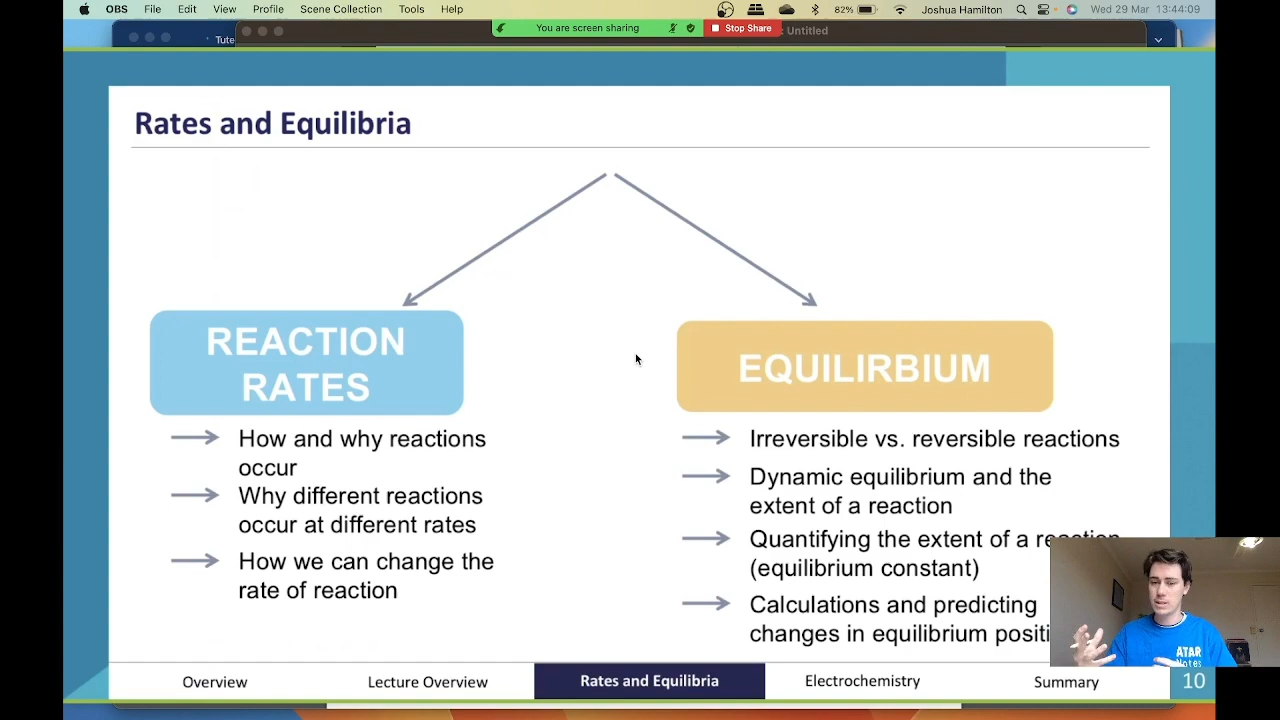 OBS File Edit View Profile Scene Collection Tools Help 82% Joshua Hamilton Wed 29 Mar 13:44:09
You are screen sharing Stop Share
Tute Untitled
Rates and Equilibria
REACTION
RATES
How and why reactions
occur
Why different reactions
occur at different rates
How we can change the
rate of reaction
EQUILIRBIUM
Irreversible vs. reversible reactions
Dynamic equilibrium and the
extent of a reaction
Quantifying the extent of a reaction
(equilibrium constant)
Calculations and predicting
changes in equilibrium positi
ATAR
Notes
Overview Lecture Overview Rates and Equilibria Electrochemistry Summary 10